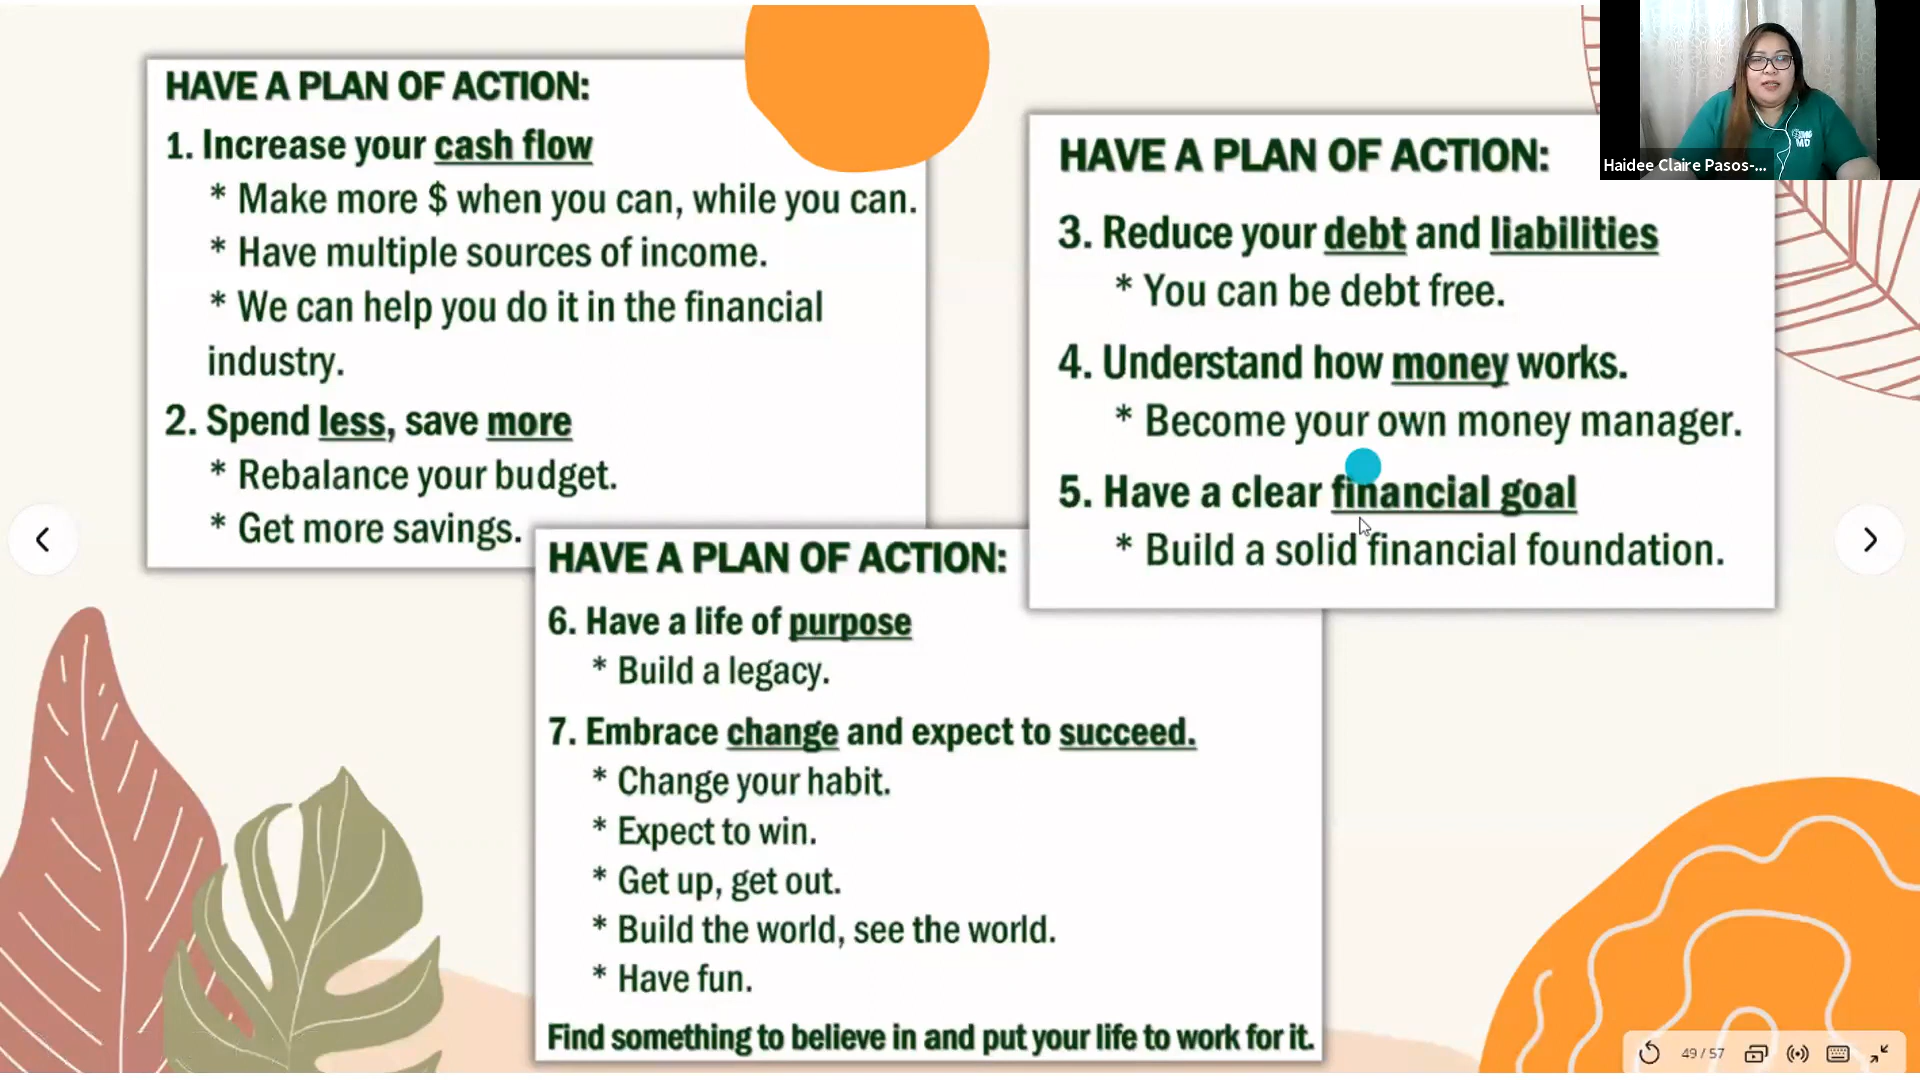 HAVE A PLAN OF ACTION:
1. Increase your cash flow
* Make more $ when you can, while you can.
* Have multiple sources of income.
* We can help you do it in the financial
industry.
2. Spend less, save more
* Rebalance your budget.
* Get more savings.
HAVE A PLAN OF ACTION:
3. Reduce your debt and liabilities
* You can be debt free.
4. Understand how money works.
* Become your own money manager.
5. Have a clear financial goal
* Build a solid financial foundation.
HAVE A PLAN OF ACTION:
6. Have a life of purpose
* Build a legacy.
7. Embrace change and expect to succeed.
* Change your habit.
* Expect to win.
* Get up, get out.
* Build the world, see the world.
* Have fun.
Find something to believe in and put your life to work for it.
Haidee Claire Pasos-...
49 / 57